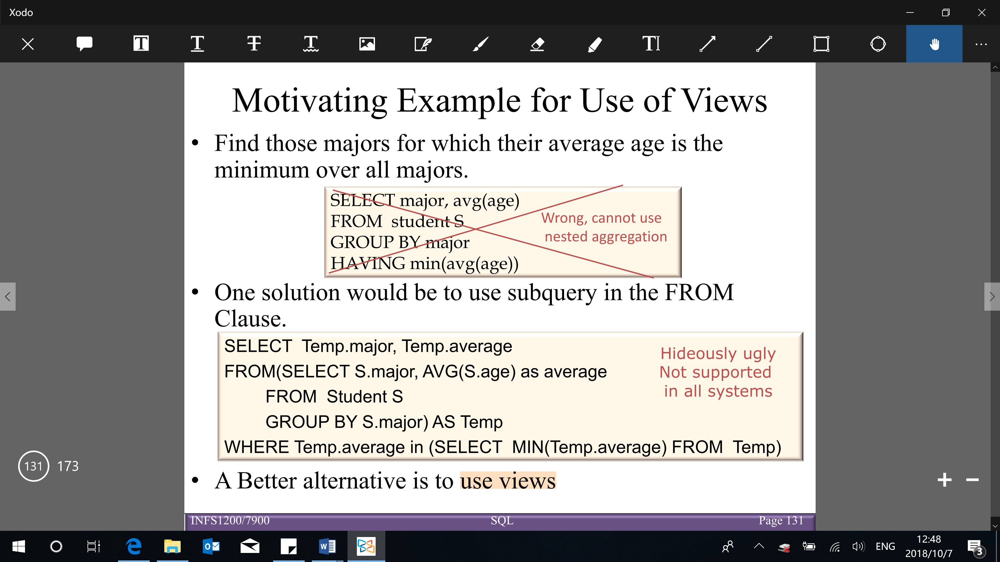 Xodo
Motivating Example for Use of Views
• Find those majors for which their average age is the
minimum over all majors.
SELECT major, avg(age)
FROM student S
GROUP BY major
HAVING min(avg(age))
Wrong, cannot use
nested aggregation
• One solution would be to use subquery in the FROM
Clause.
SELECT Temp.major, Temp.average
FROM(SELECT S.major, AVG(S.age) as average
FROM Student S
GROUP BY S.major) AS Temp
WHERE Temp.average in (SELECT MIN(Temp.average) FROM Temp)
Hideously ugly
Not supported
in all systems
• A Better alternative is to use views
131 173
INFS1200/7900 SQL Page 131
ENG
12:48
2018/10/7
3